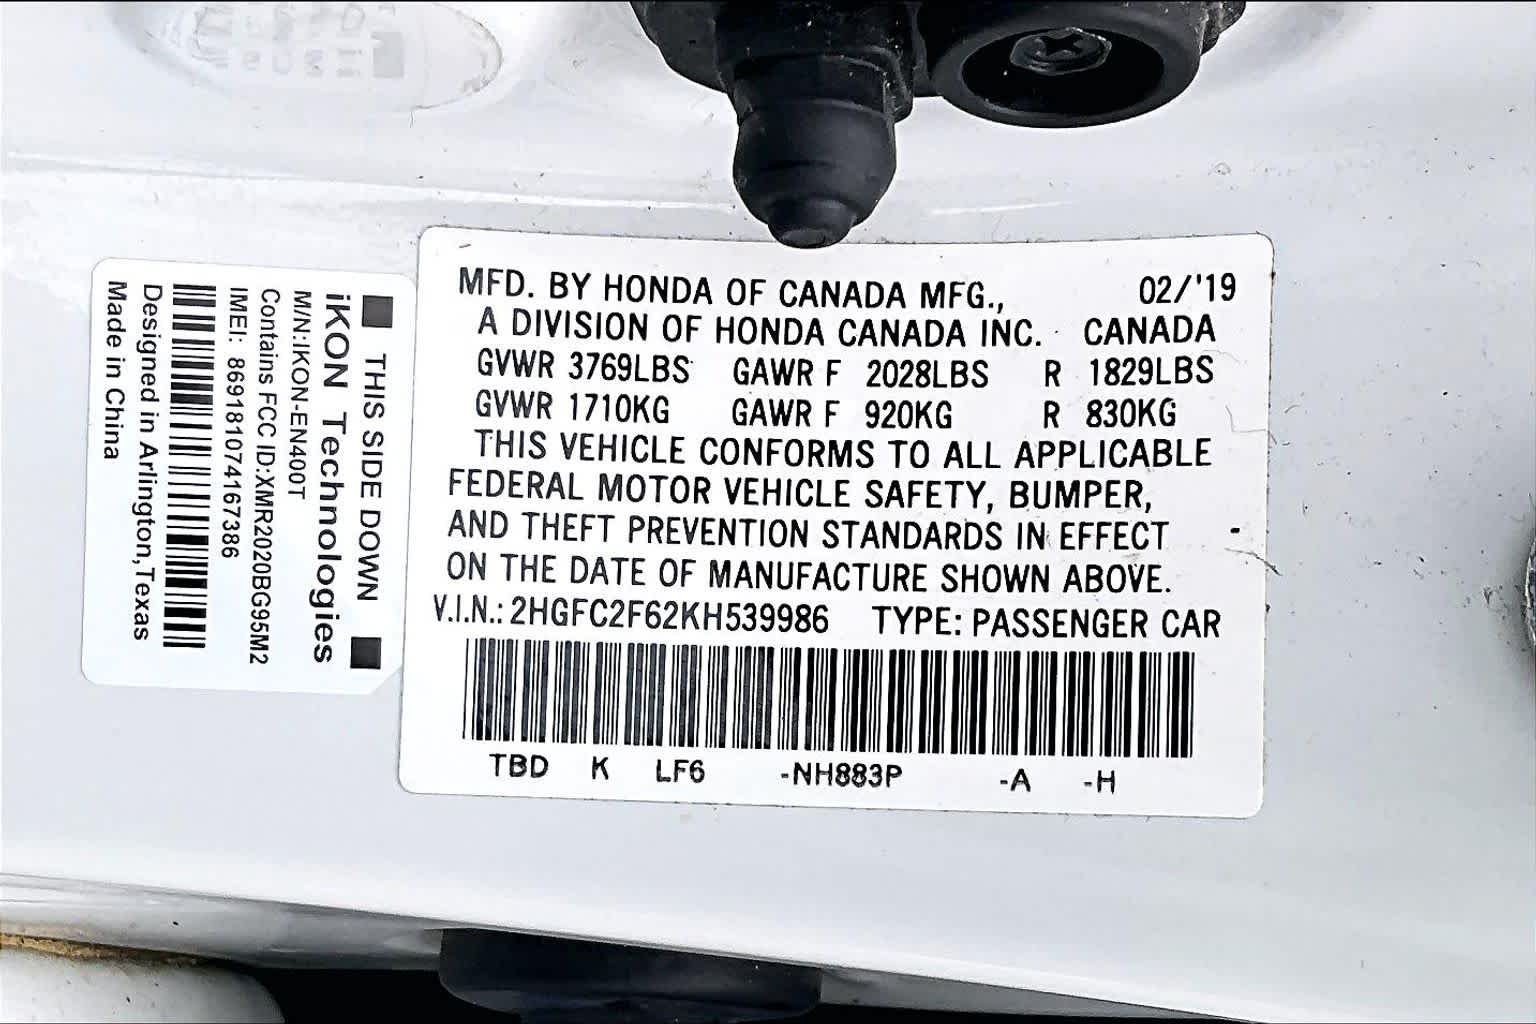 THIS SIDE DOWN
iKON Technologies
M/N:IKON-EN400T
Contains FCC ID:XMR2020BG95M2
IMEI: 869181074167386
Designed in Arlington,Texas
Made in China
MFD. BY HONDA OF CANADA MFG., 02/'19
A DIVISION OF HONDA CANADA INC. CANADA
GVWR 3769LBS GAWR F 2028LBS R 1829LBS
GVWR 1710KG GAWR F 920KG R 830KG
THIS VEHICLE CONFORMS TO ALL APPLICABLE
FEDERAL MOTOR VEHICLE SAFETY, BUMPER,
AND THEFT PREVENTION STANDARDS IN EFFECT
ON THE DATE OF MANUFACTURE SHOWN ABOVE.
V.I.N.: 2HGFC2F62KH539986 TYPE: PASSENGER CAR
TBD K LF6 -NH883P -A -H